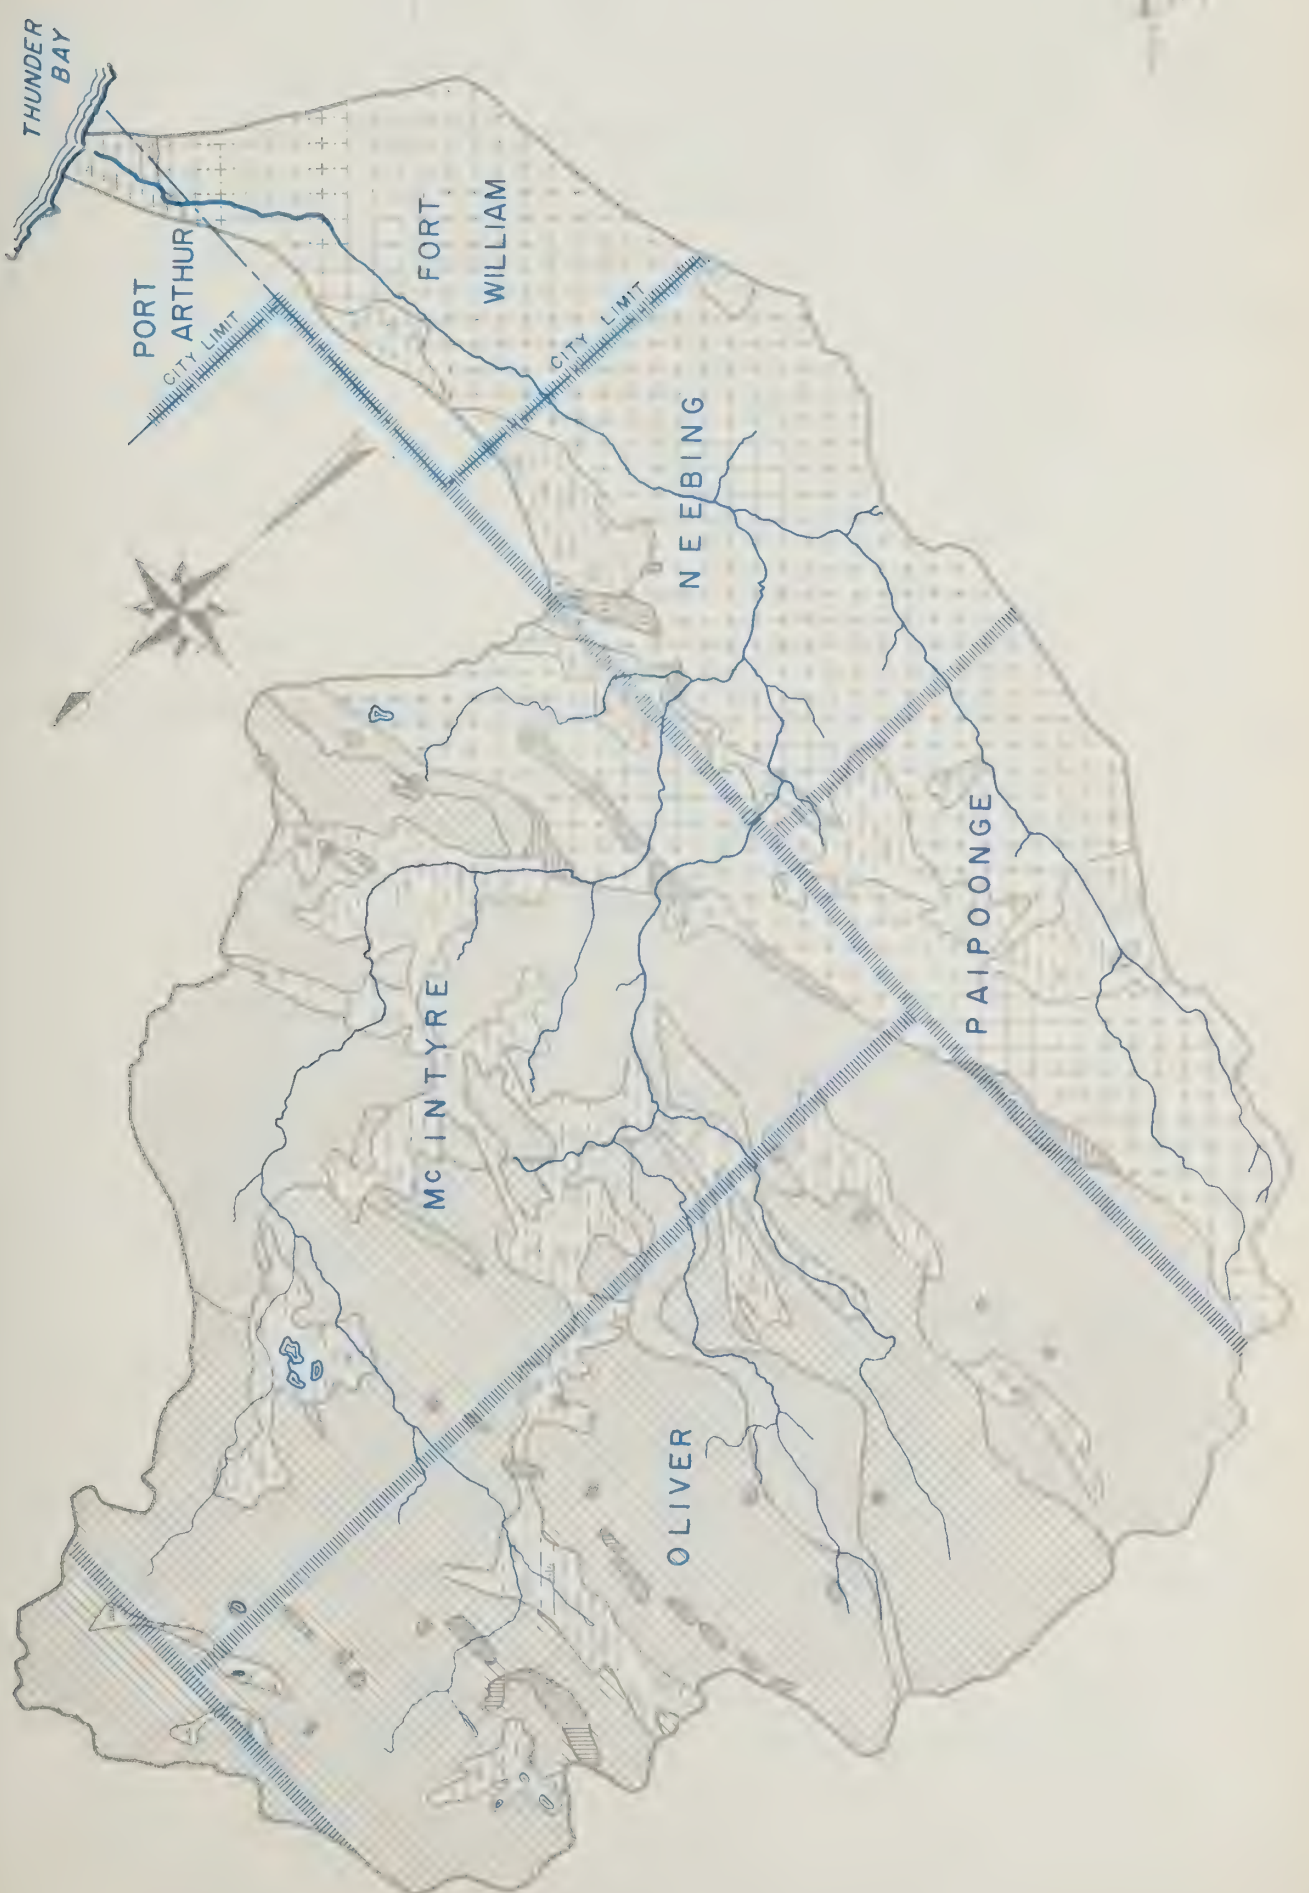 THUNDER
BAY
PORT
ARTHUR
CITY LIMIT
FORT
WILLIAM
CITY LIMIT
NEEBING
PAIPOONGE
Mc INTYRE
OLIVER